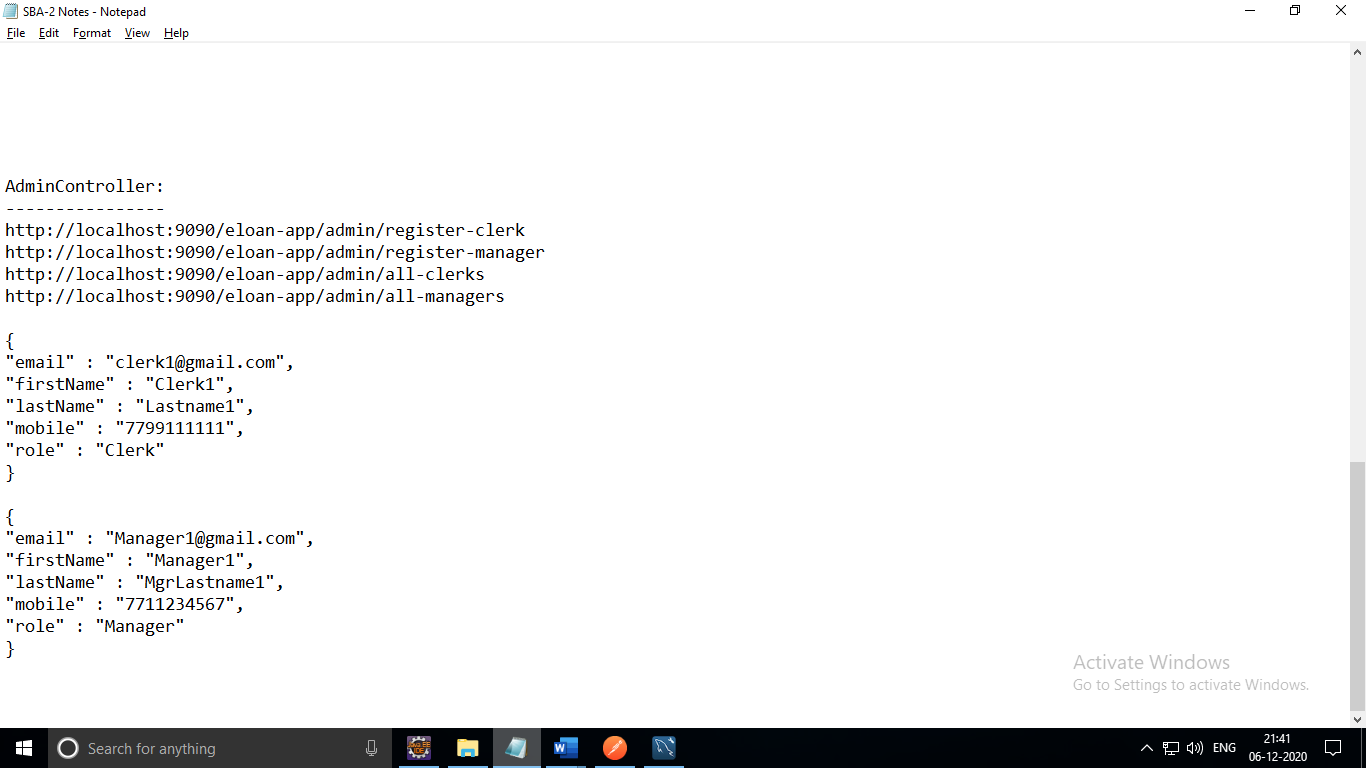 SBA-2 Notes - Notepad
File Edit Format View Help
AdminController:
----------------
http://localhost:9090/eloan-app/admin/register-clerk
http://localhost:9090/eloan-app/admin/register-manager
http://localhost:9090/eloan-app/admin/all-clerks
http://localhost:9090/eloan-app/admin/all-managers
{
"email" : "clerk1@gmail.com",
"firstName" : "Clerk1",
"lastName" : "Lastname1",
"mobile" : "7799111111",
"role" : "Clerk"
}
{
"email" : "Manager1@gmail.com",
"firstName" : "Manager1",
"lastName" : "MgrLastname1",
"mobile" : "7711234567",
"role" : "Manager"
}
Activate Windows
Go to Settings to activate Windows.
Search for anything
ENG
21:41
06-12-2020